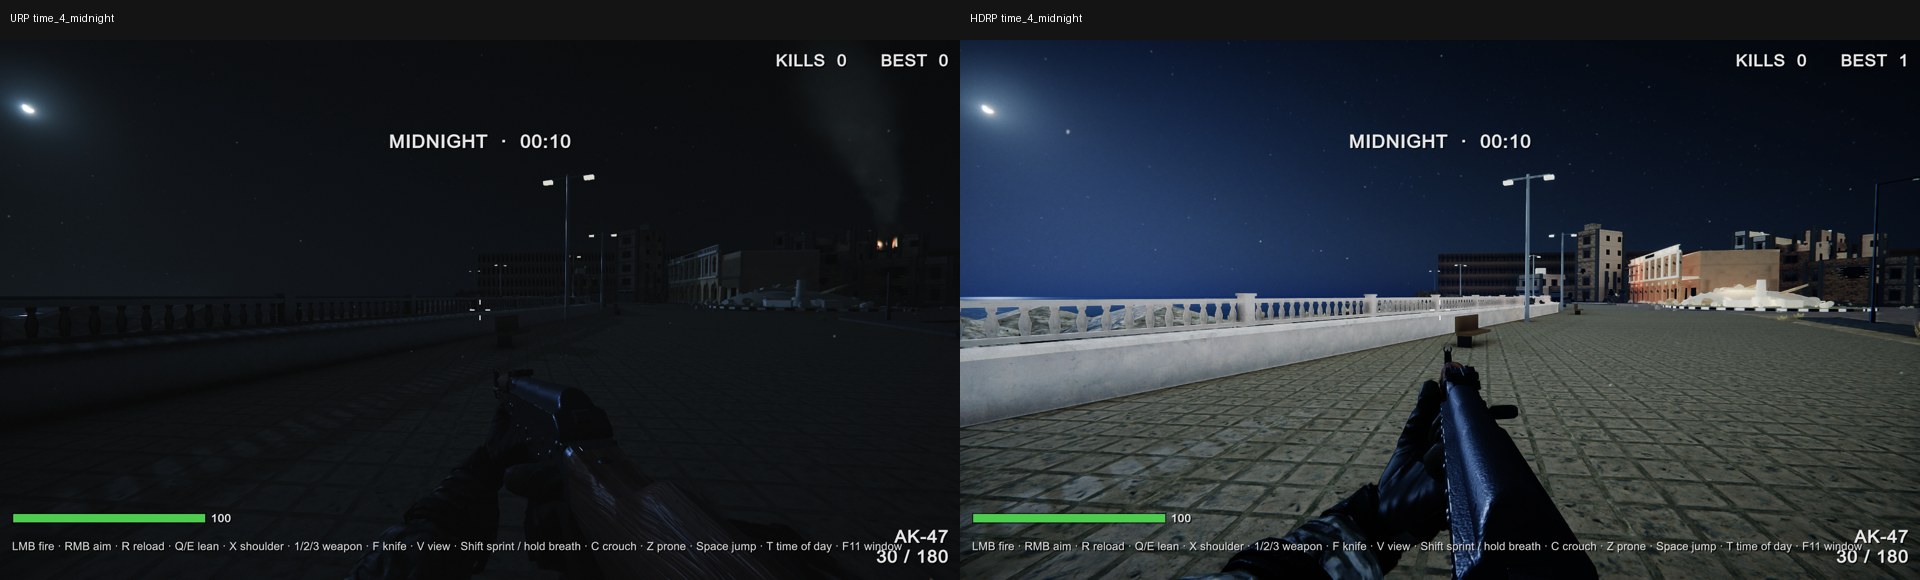 URP time_4_midnight
KILLS 0 BEST 0
MIDNIGHT · 00:10
100
LMB fire · RMB aim · R reload · Q/E lean · X shoulder · 1/2/3 weapon · F knife · V view · Shift sprint / hold breath · C crouch · Z prone · Space jump · T time of day · F11 window
AK-47
30 / 180
HDRP time_4_midnight
KILLS 0 BEST 1
MIDNIGHT · 00:10
100
LMB fire · RMB aim · R reload · Q/E lean · X shoulder · 1/2/3 weapon · F knife · V view · Shift sprint / hold breath · C crouch · Z prone · Space jump · T time of day · F11 window
AK-47
30 / 180